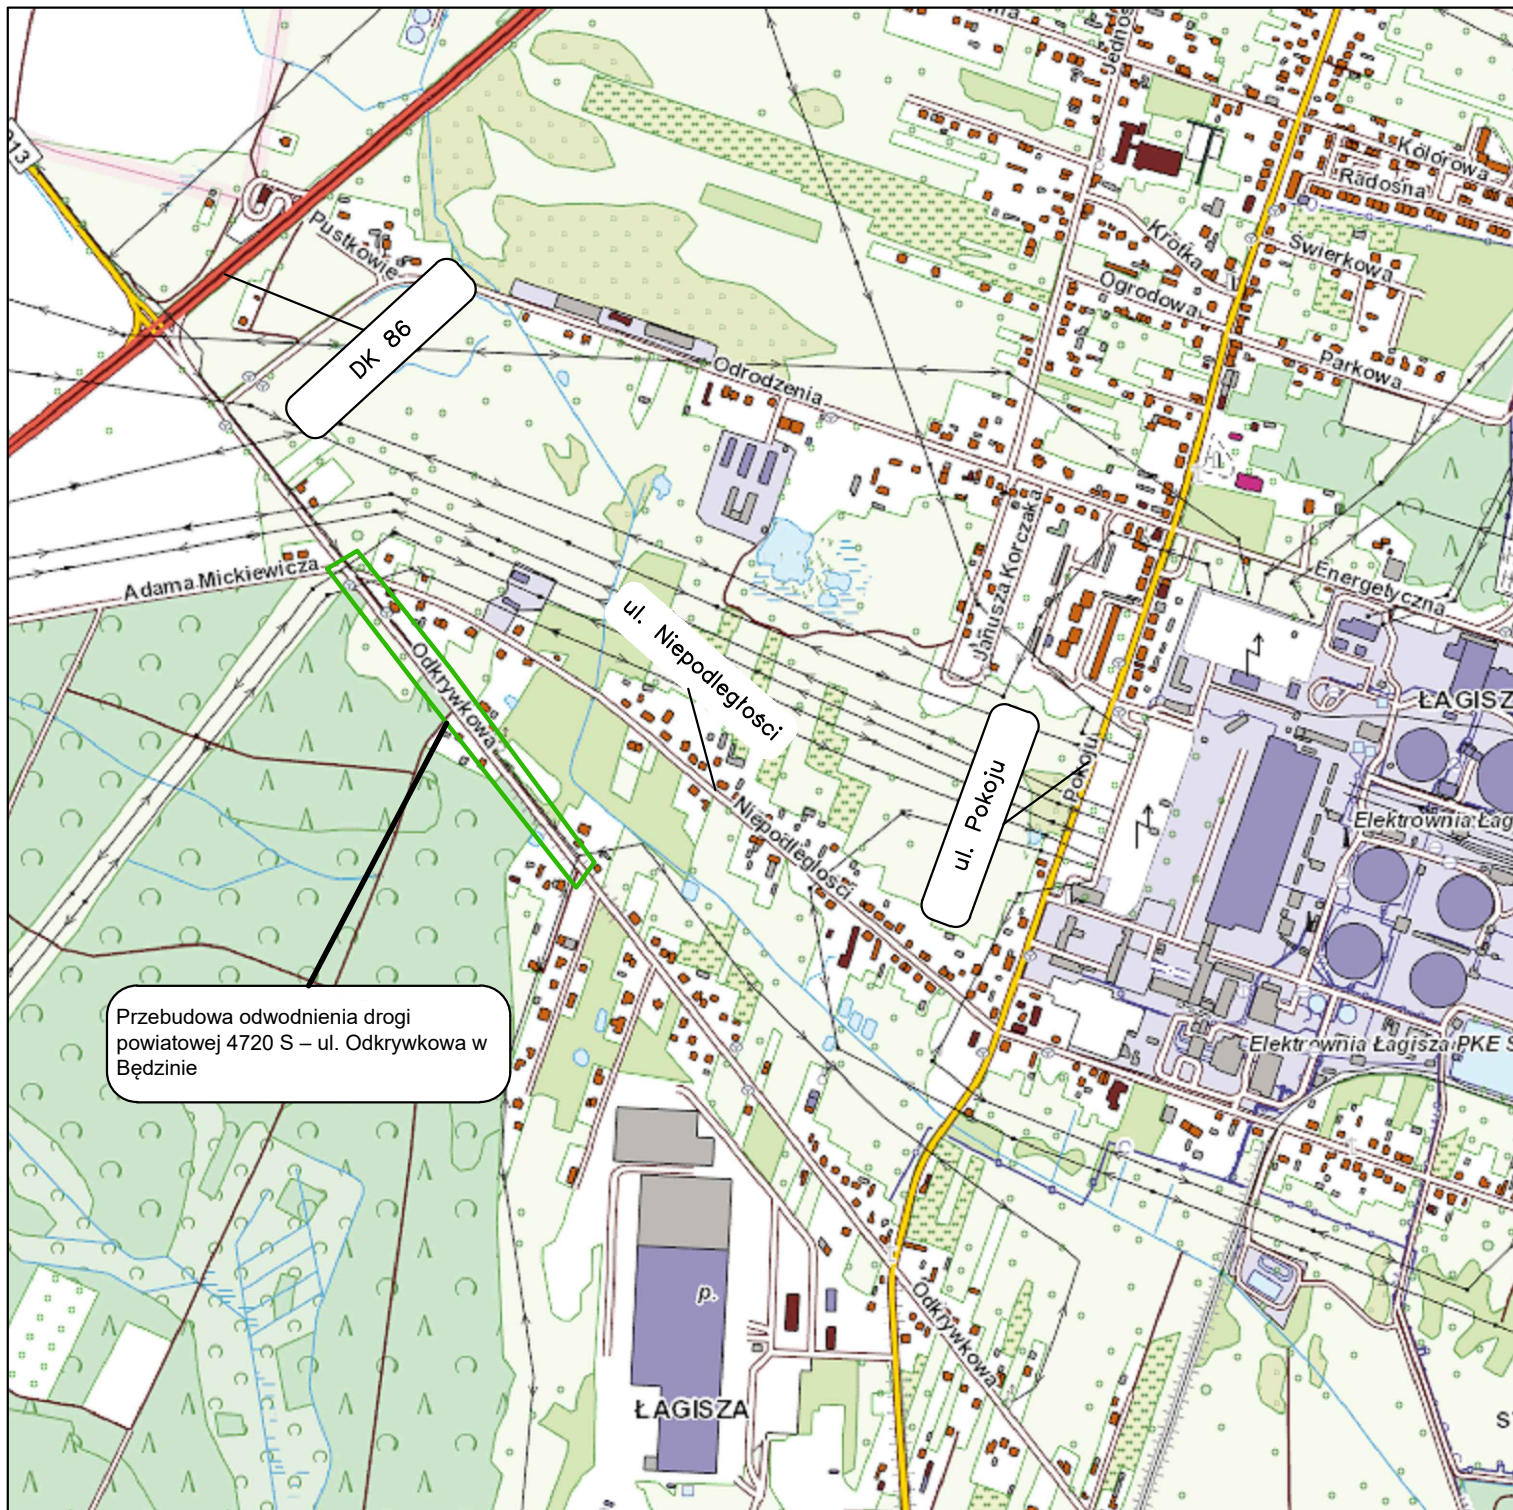 Jednoś
913
Kolorowa
Radosna
Pustkowie
Krótka
Świerkowa
Ogrodowa
DK 86
Parkowa
Odrodzenia
Janusza Korczaka
Energetyczna
Adama Mickiewicza
ul. Niepodległości
Odkrywkowa
ŁAGISZ
Pokoju
ul. Pokoju
Niepodległości
Elektrownia Łag
Przebudowa odwodnienia drogi
powiatowej 4720 S – ul. Odkrywkowa w
Będzinie
Elektrownia Łagisza PKE S
p.
Odkrywkowa
ŁAGISZA